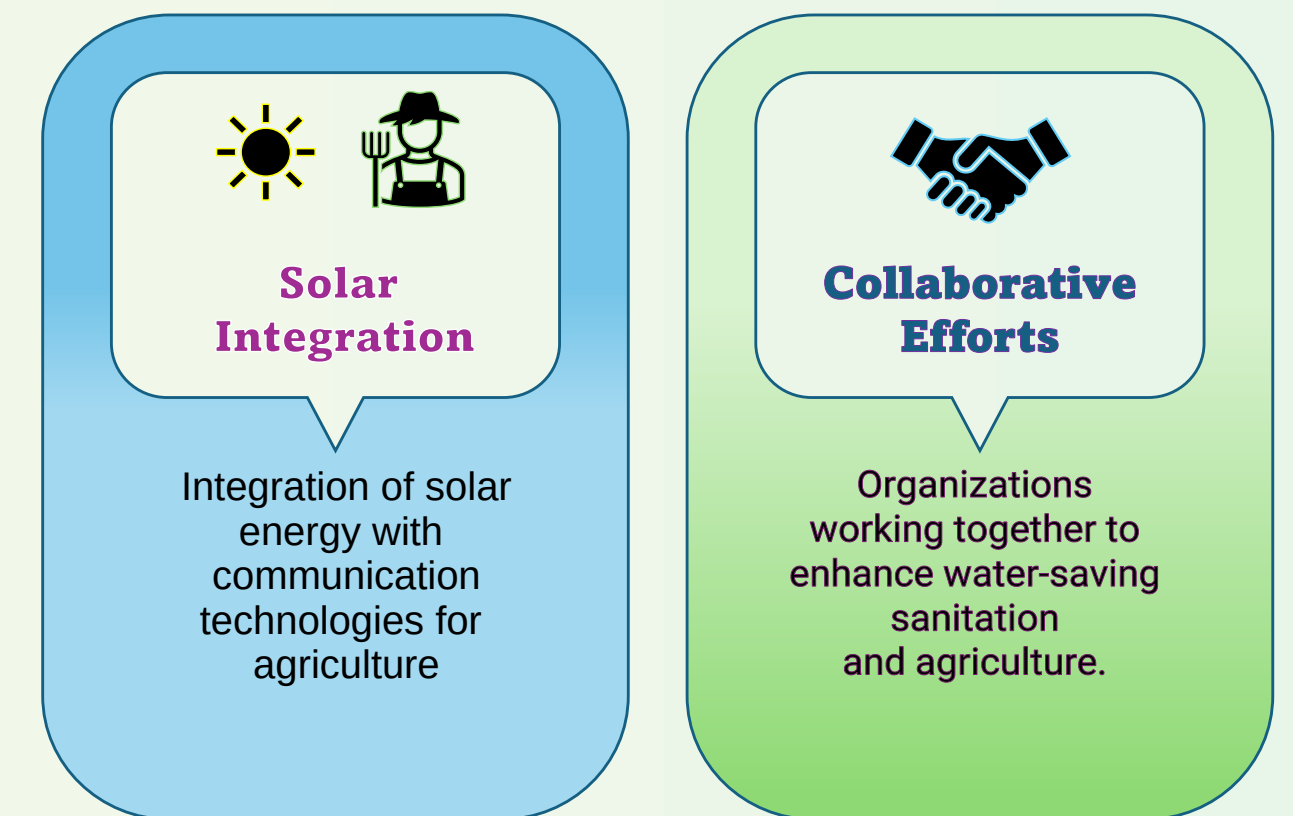 Solar
Integration
Integration of solar
energy with
communication
technologies for
agriculture
Collaborative
Efforts
Organizations
working together to
enhance water-saving
sanitation
and agriculture.